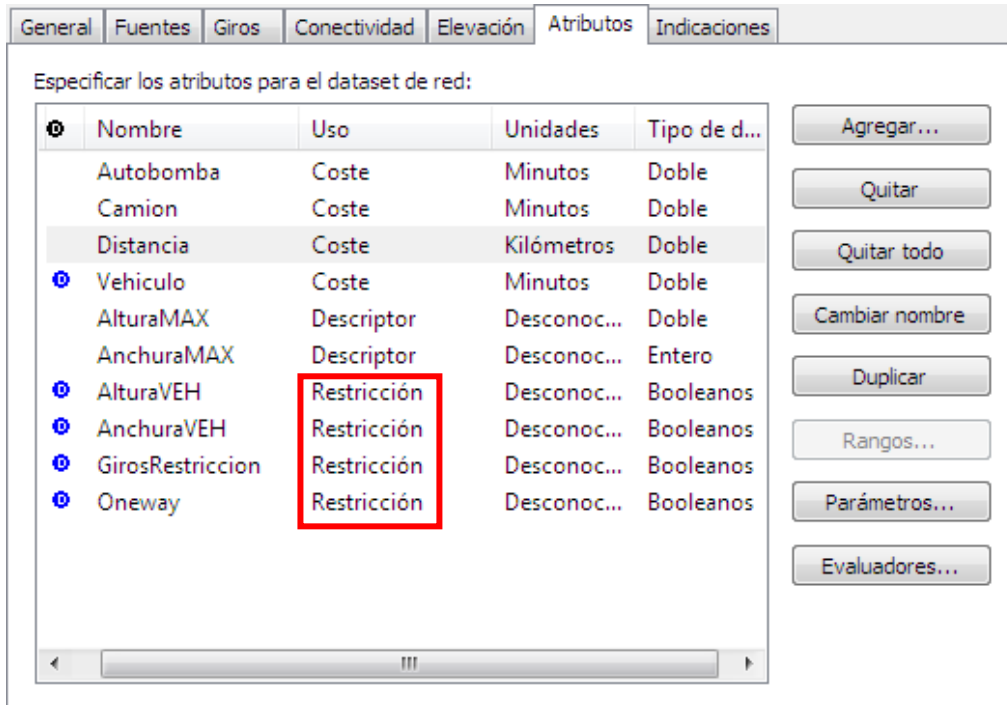 General Fuentes Giros Conectividad Elevación Atributos Indicaciones
Especificar los atributos para el dataset de red:
Nombre Uso Unidades Tipo de d...
Autobomba Coste Minutos Doble
Camion Coste Minutos Doble
Distancia Coste Kilómetros Doble
Vehiculo Coste Minutos Doble
AlturaMAX Descriptor Desconoc... Doble
AnchuraMAX Descriptor Desconoc... Entero
AlturaVEH Restricción Desconoc... Booleanos
AnchuraVEH Restricción Desconoc... Booleanos
GirosRestriccion Restricción Desconoc... Booleanos
Oneway Restricción Desconoc... Booleanos
Agregar...
Quitar
Quitar todo
Cambiar nombre
Duplicar
Rangos...
Parámetros...
Evaluadores...